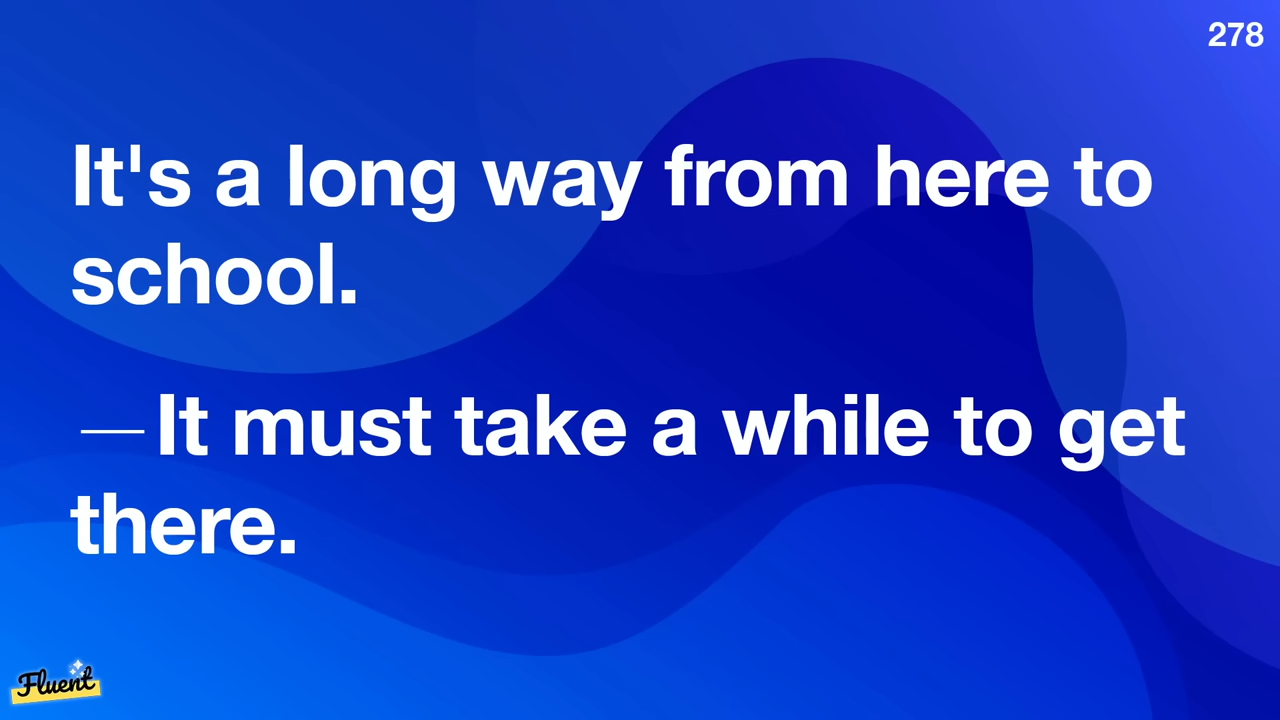 278
It's a long way from here to
school.
—It must take a while to get
there.
Fluent